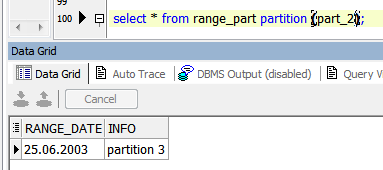 99
100 select * from range_part partition (part_2);
Data Grid
Data Grid Auto Trace DBMS Output (disabled) Query V
Cancel
RANGE_DATE INFO
25.06.2003 partition 3